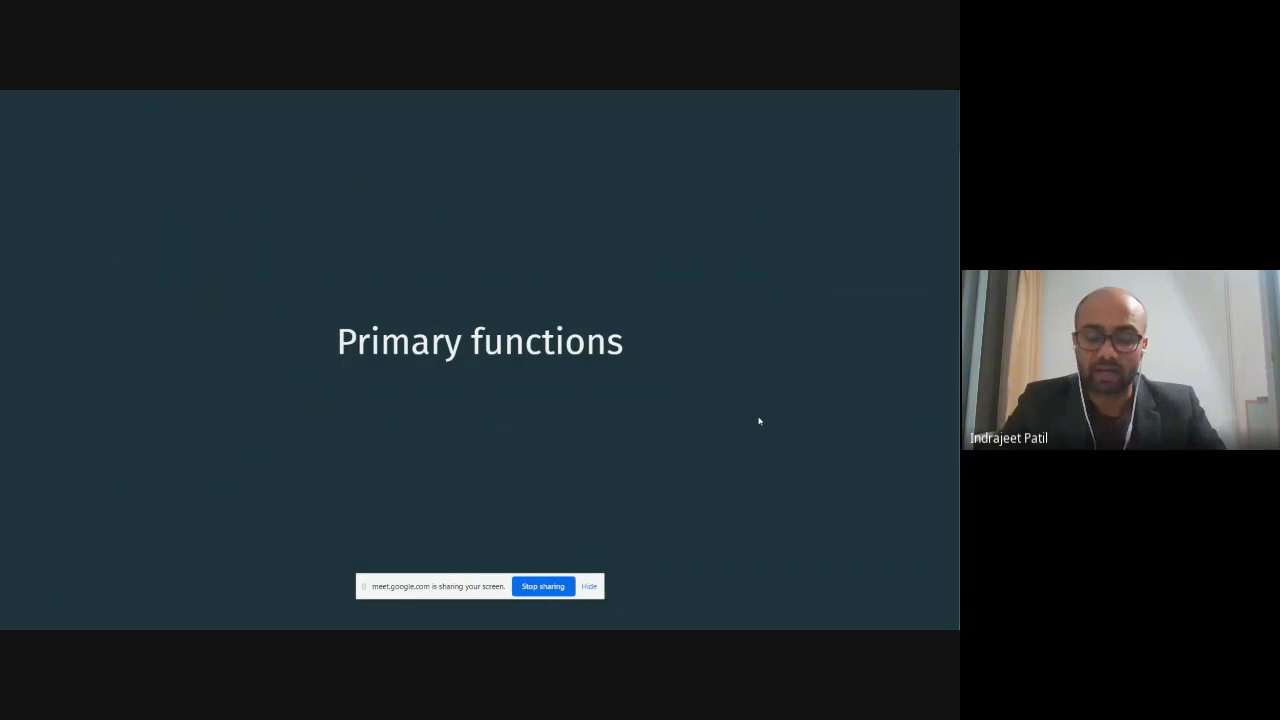 Primary functions
Indrajeet Patil
meet.google.com is sharing your screen. Stop sharing Hide